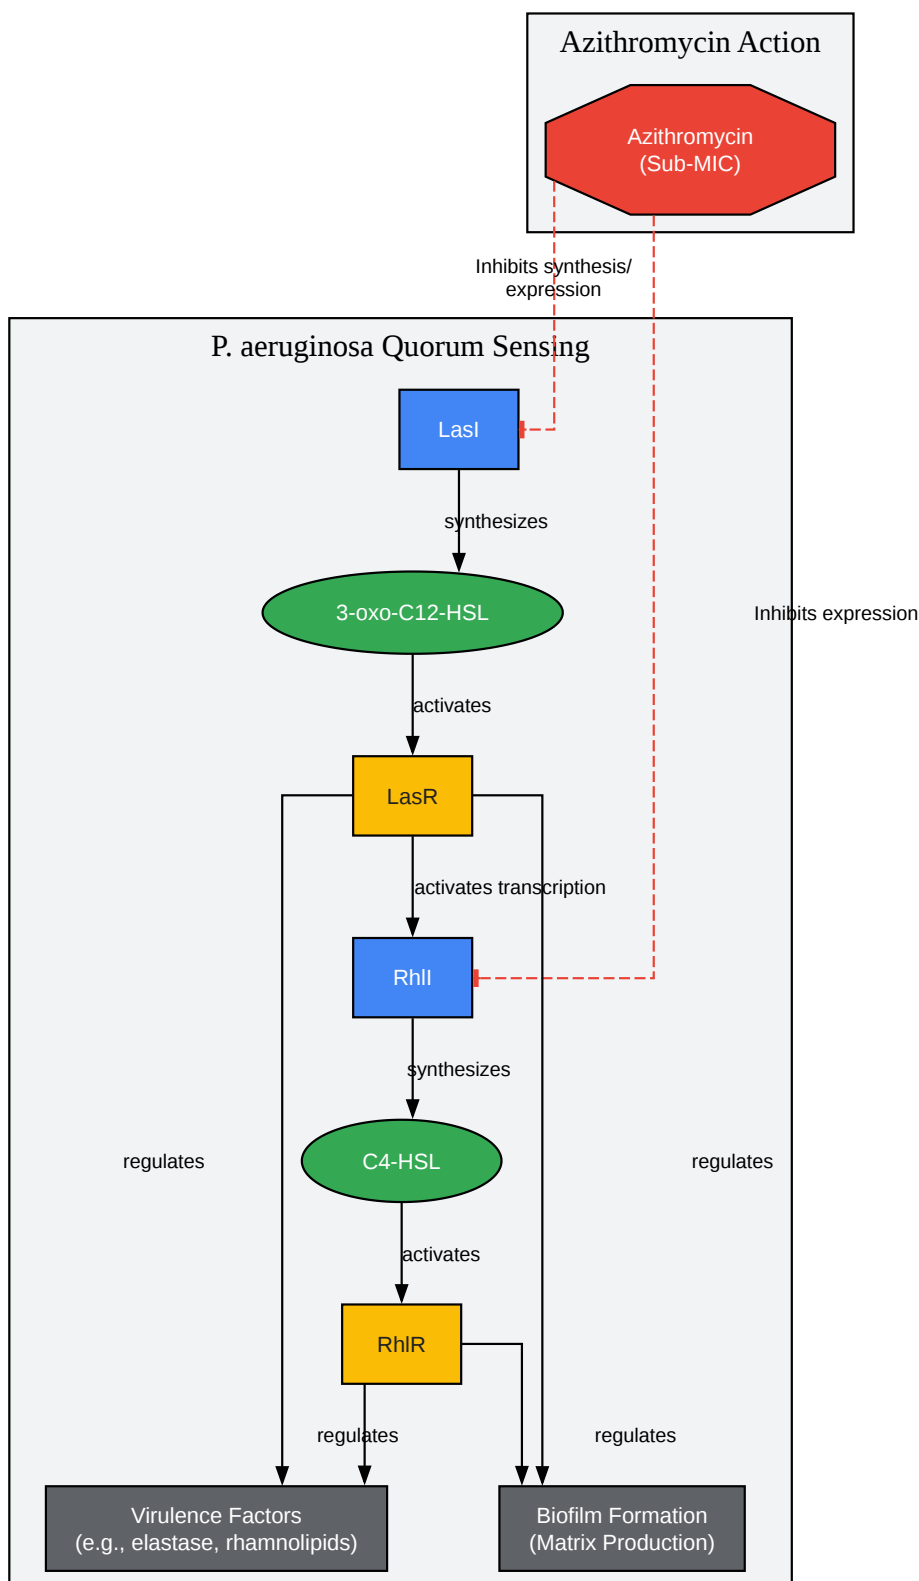 Azithromycin Action
Azithromycin
(Sub-MIC)
Inhibits synthesis/
expression
P. aeruginosa Quorum Sensing
LasI
synthesizes
3-oxo-C12-HSL
Inhibits expression
activates
LasR
activates transcription
RhlI
synthesizes
C4-HSL
regulates
regulates
activates
RhlR
regulates
regulates
Virulence Factors
(e.g., elastase, rhamnolipids)
Biofilm Formation
(Matrix Production)